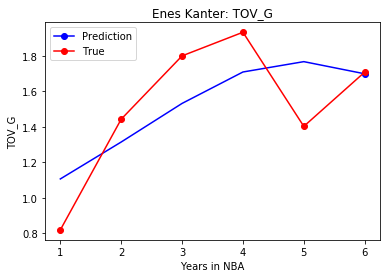 Enes Kanter: TOV_G
Prediction
True
TOV_G
1.8
1.6
1.4
1.2
1.0
0.8
1 2 3 4 5 6
Years in NBA